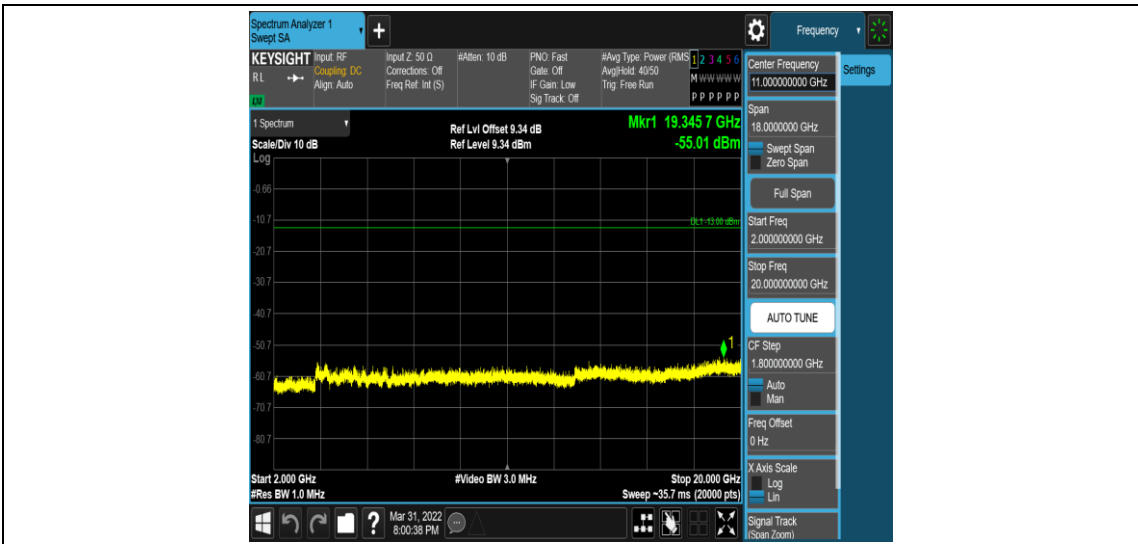 Spectrum Analyzer 1
Swept SA
+
Frequency
KEYSIGHT
RL
LXI
Input: RF
Coupling: DC
Align: Auto
Input Z: 50 Ω
Corrections: Off
Freq Ref: Int (S)
#Atten: 10 dB
PNO: Fast
Gate: Off
IF Gain: Low
Sig Track: Off
#Avg Type: Power (RMS
Avg|Hold: 40/50
Trig: Free Run
1 2 3 4 5 6
M W W W W W
P P P P P P
Center Frequency
11.000000000 GHz
Settings
Span
18.0000000 GHz
Swept Span
Zero Span
Full Span
Start Freq
2.000000000 GHz
Stop Freq
20.000000000 GHz
AUTO TUNE
CF Step
1.800000000 GHz
Auto
Man
Freq Offset
0 Hz
X Axis Scale
Log
Lin
Signal Track
(Span Zoom)
1 Spectrum
Scale/Div 10 dB
Log
Ref Lvl Offset 9.34 dB
Ref Level 9.34 dBm
Mkr1 19.345 7 GHz
-55.01 dBm
-0.66
-10.7
DL1 -13.00 dBm
-20.7
-30.7
-40.7
-50.7
1
-60.7
-70.7
-80.7
Start 2.000 GHz
#Video BW 3.0 MHz
Stop 20.000 GHz
#Res BW 1.0 MHz
Sweep ~35.7 ms (20000 pts)
?
Mar 31, 2022
8:00:38 PM